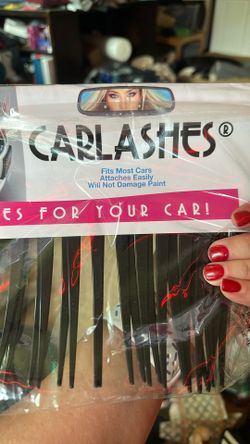 CARLASHES®
Fits Most Cars
Attaches Easily
Will Not Damage Paint
ES FOR YOUR CAR!